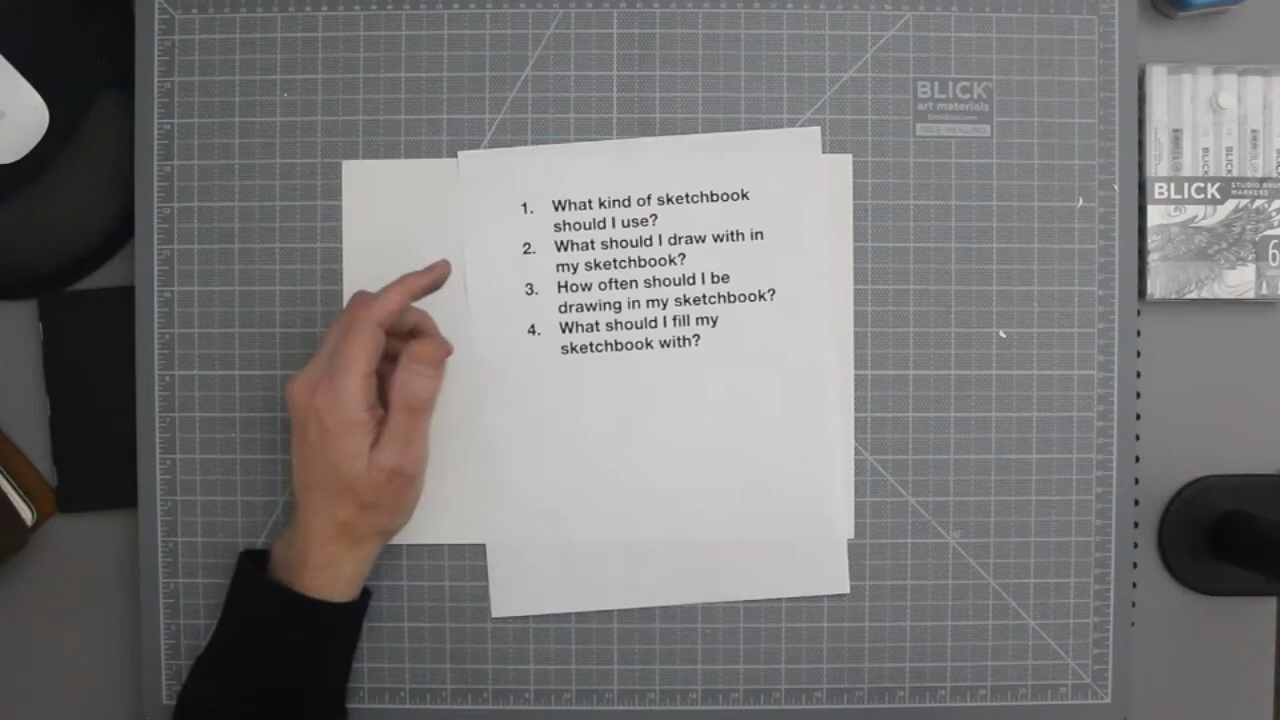 BLICK
art materials
1. What kind of sketchbook
should I use?
2. What should I draw with in
my sketchbook?
3. How often should I be
drawing in my sketchbook?
4. What should I fill my
sketchbook with?
BLICK
STUDIO
MARKERS
6